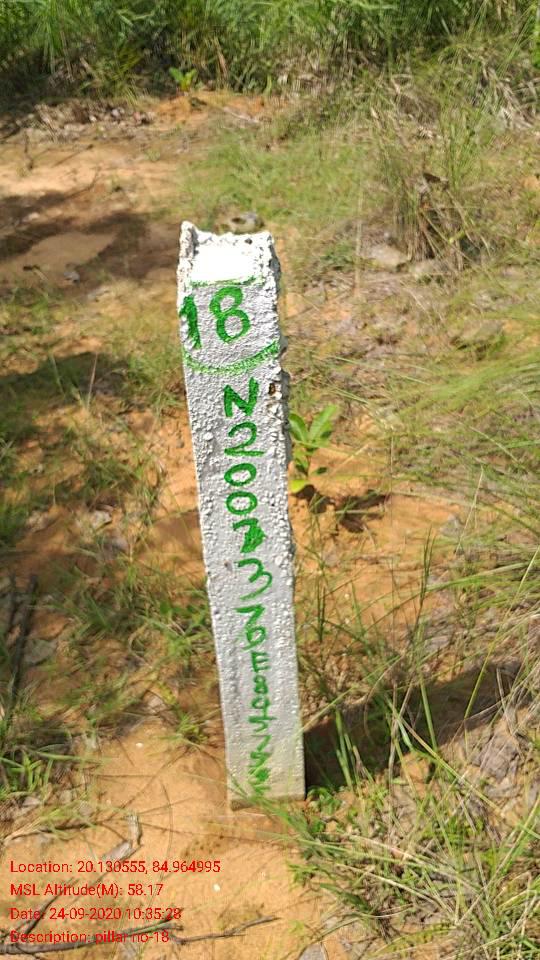 18
Location: 20.130555, 84.964995
MSL Altitude(M): 58.17
Date: 24-09-2020 10:35:28
Description: pillar no-18